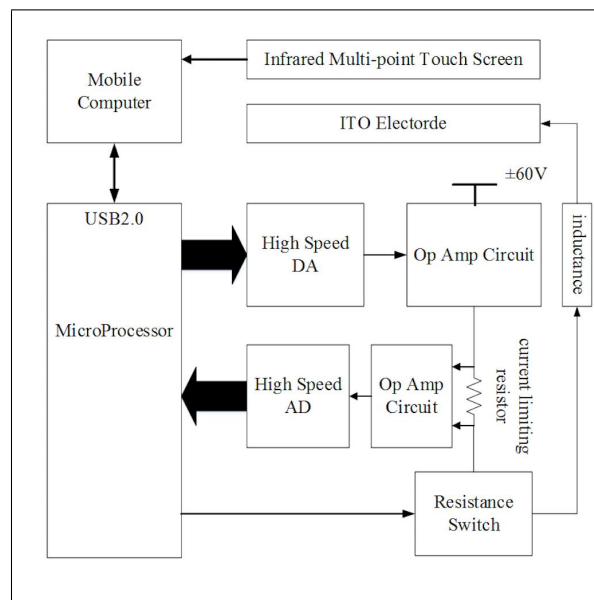 Mobile
Computer
Infrared Multi-point Touch Screen
ITO Electorde
±60V
USB2.0
MicroProcessor
High Speed
DA
Op Amp Circuit
inductance
High Speed
AD
Op Amp
Circuit
current limiting
resistor
Resistance
Switch